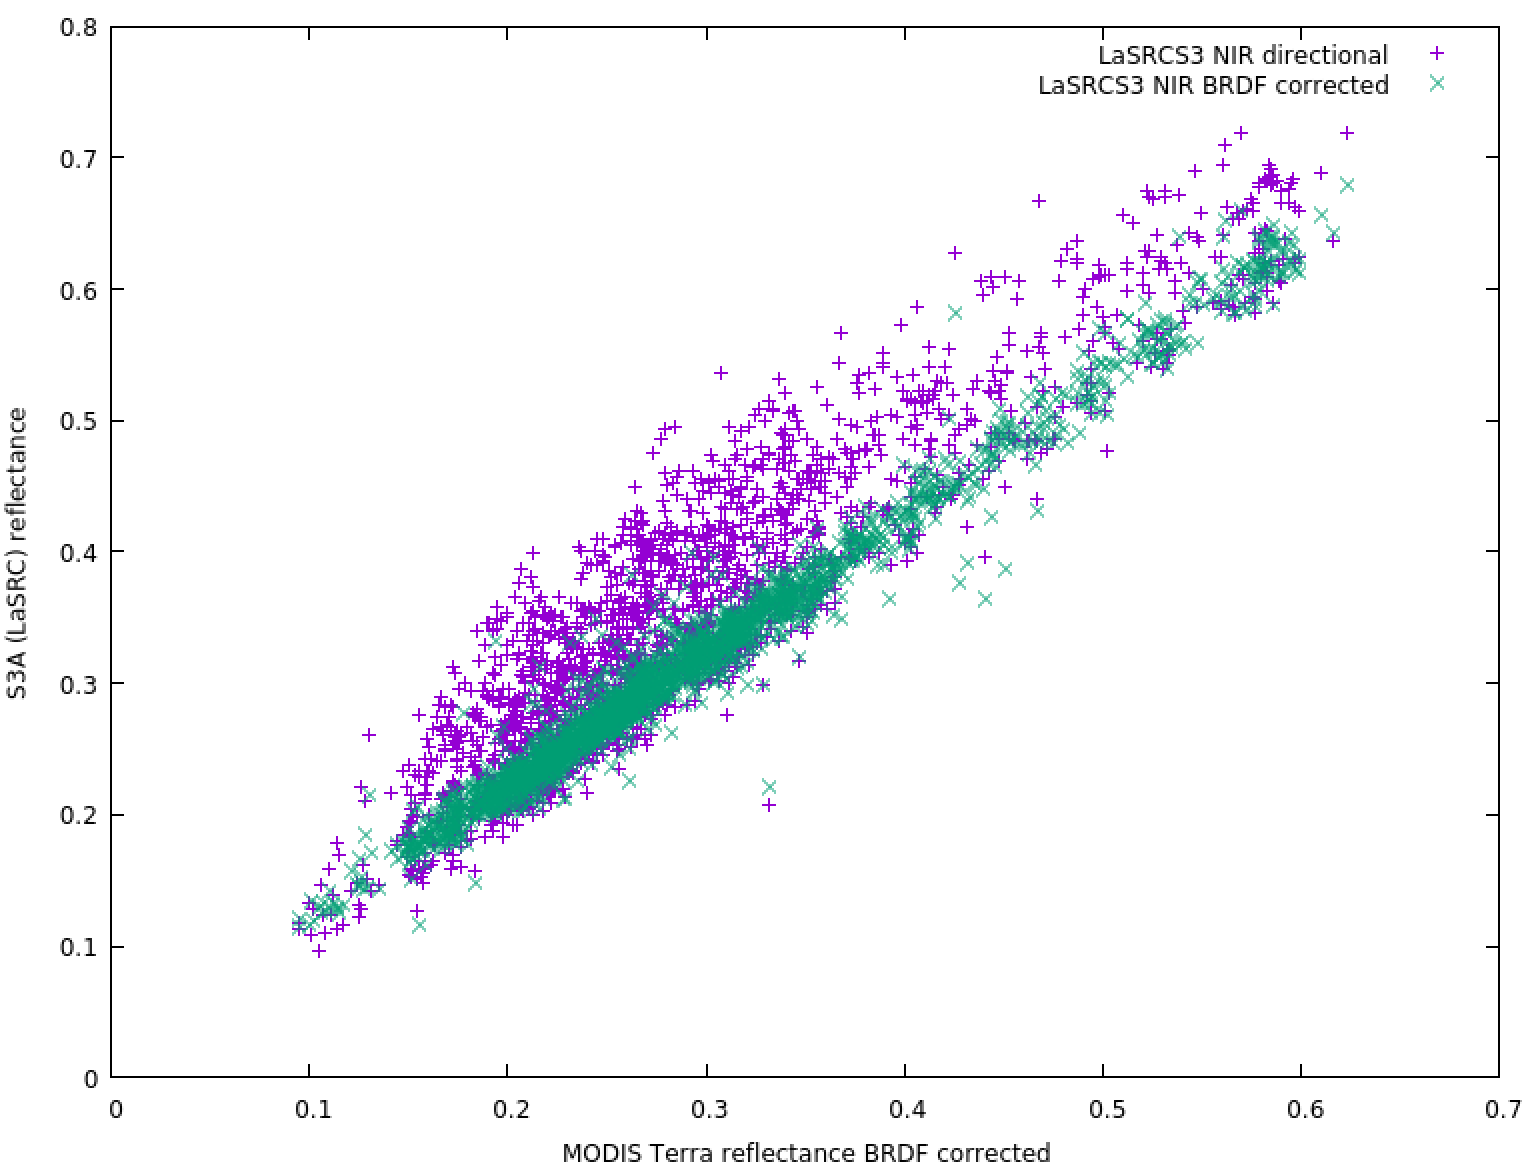 LaSRCS3 NIR directional
LaSRCS3 NIR BRDF corrected
S3A (LaSRC) reflectance
0.8
0.7
0.6
0.5
0.4
0.3
0.2
0.1
0
0 0.1 0.2 0.3 0.4 0.5 0.6 0.7
MODIS Terra reflectance BRDF corrected